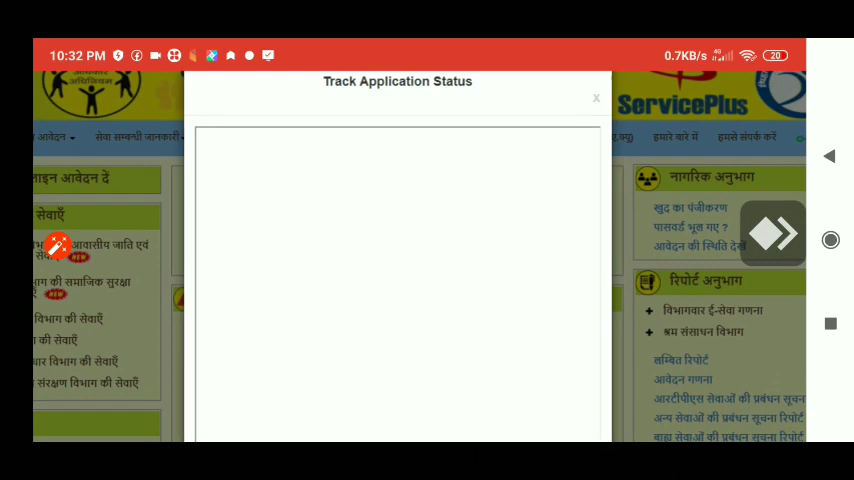 10:32 PM
0.7KB/s 4G 20
Track Application Status
x
अधिनियम
ServicePlus
आवेदन
सेवा सम्बन्धी जानकारी
हमारे बारे में
हमसे संपर्क करें
लाइन आवेदन दें
सेवाएँ
आवासीय जाति एवं
NEW
भाग की समाजिक सुरक्षा
NEW
विभाग की सेवाएँ
की सेवाएँ
धार विभाग की सेवाएँ
संरक्षण विभाग की सेवाएँ
नागरिक अनुभाग
खुद का पंजीकरण
पासवर्ड भूल गए ?
आवेदन की स्थिति देखें
रिपोर्ट अनुभाग
विभागवार ई-सेवा गणना
श्रम संसाधन विभाग
लम्बित रिपोर्ट
आवेदन गणना
आरटीपीएस सेवाओं की प्रबंधन सूचन
अन्य सेवाओं की प्रबंधन सूचना रिपोर्ट
बाह्य सेवाओं की प्रबंधन सूचना रिपोर्ट